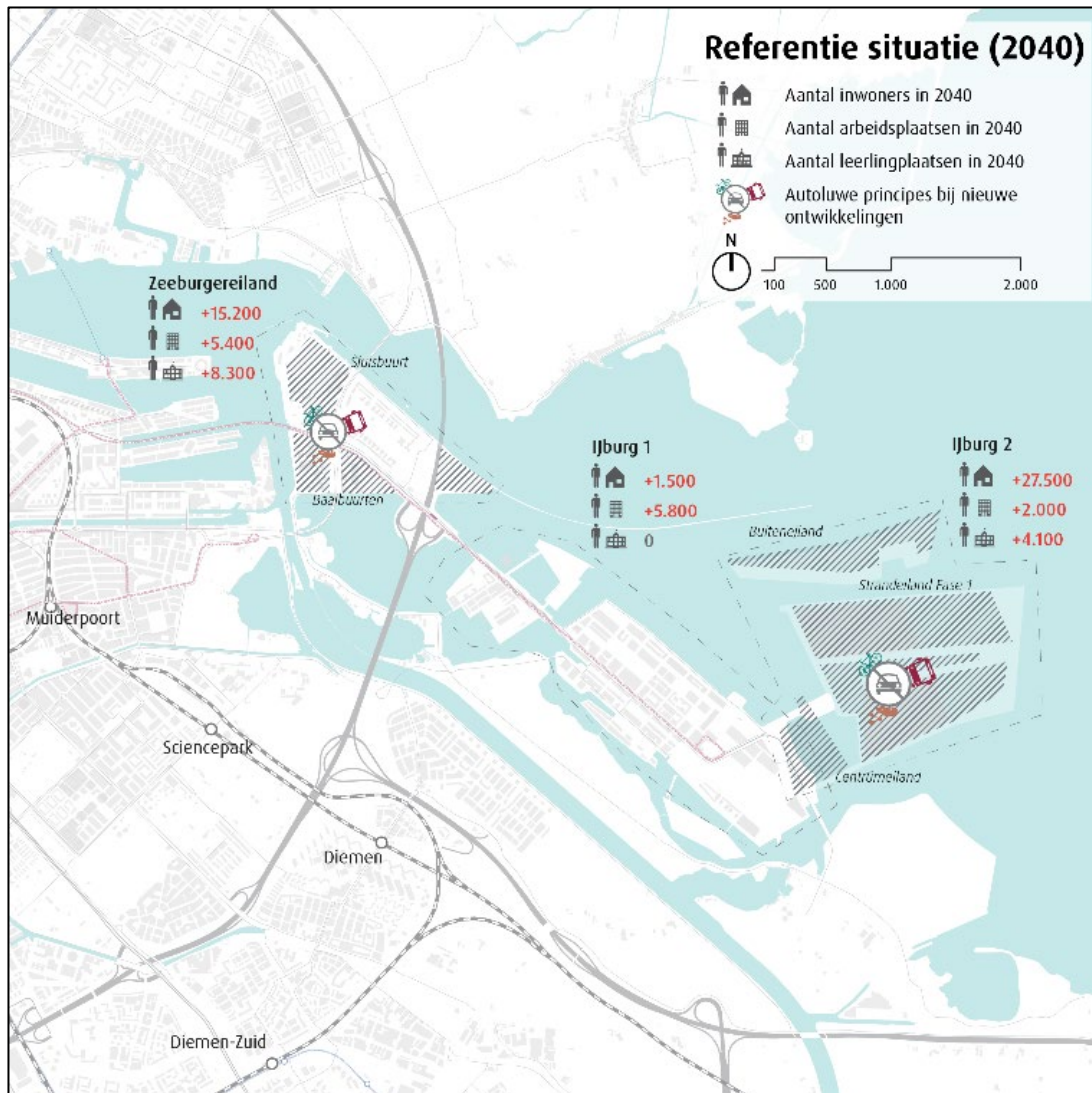 Referentie situatie (2040)
Aantal inwoners in 2040
Aantal arbeidsplaatsen in 2040
Aantal leerlingplaatsen in 2040
Autoluwe principes bij nieuwe
ontwikkelingen
N
100 500 1.000 2.000
Zeeburgereiland
+15.200
+5.400
+8.300
Sluisbuurt
Baaibuurten
IJburg 1
+1.500
+5.800
0
IJburg 2
+27.500
+2.000
+4.100
Buiteneiland
Strandeiland Fase 1
Centrumeiland
Muiderpoort
Sciencepark
Diemen
Diemen-Zuid